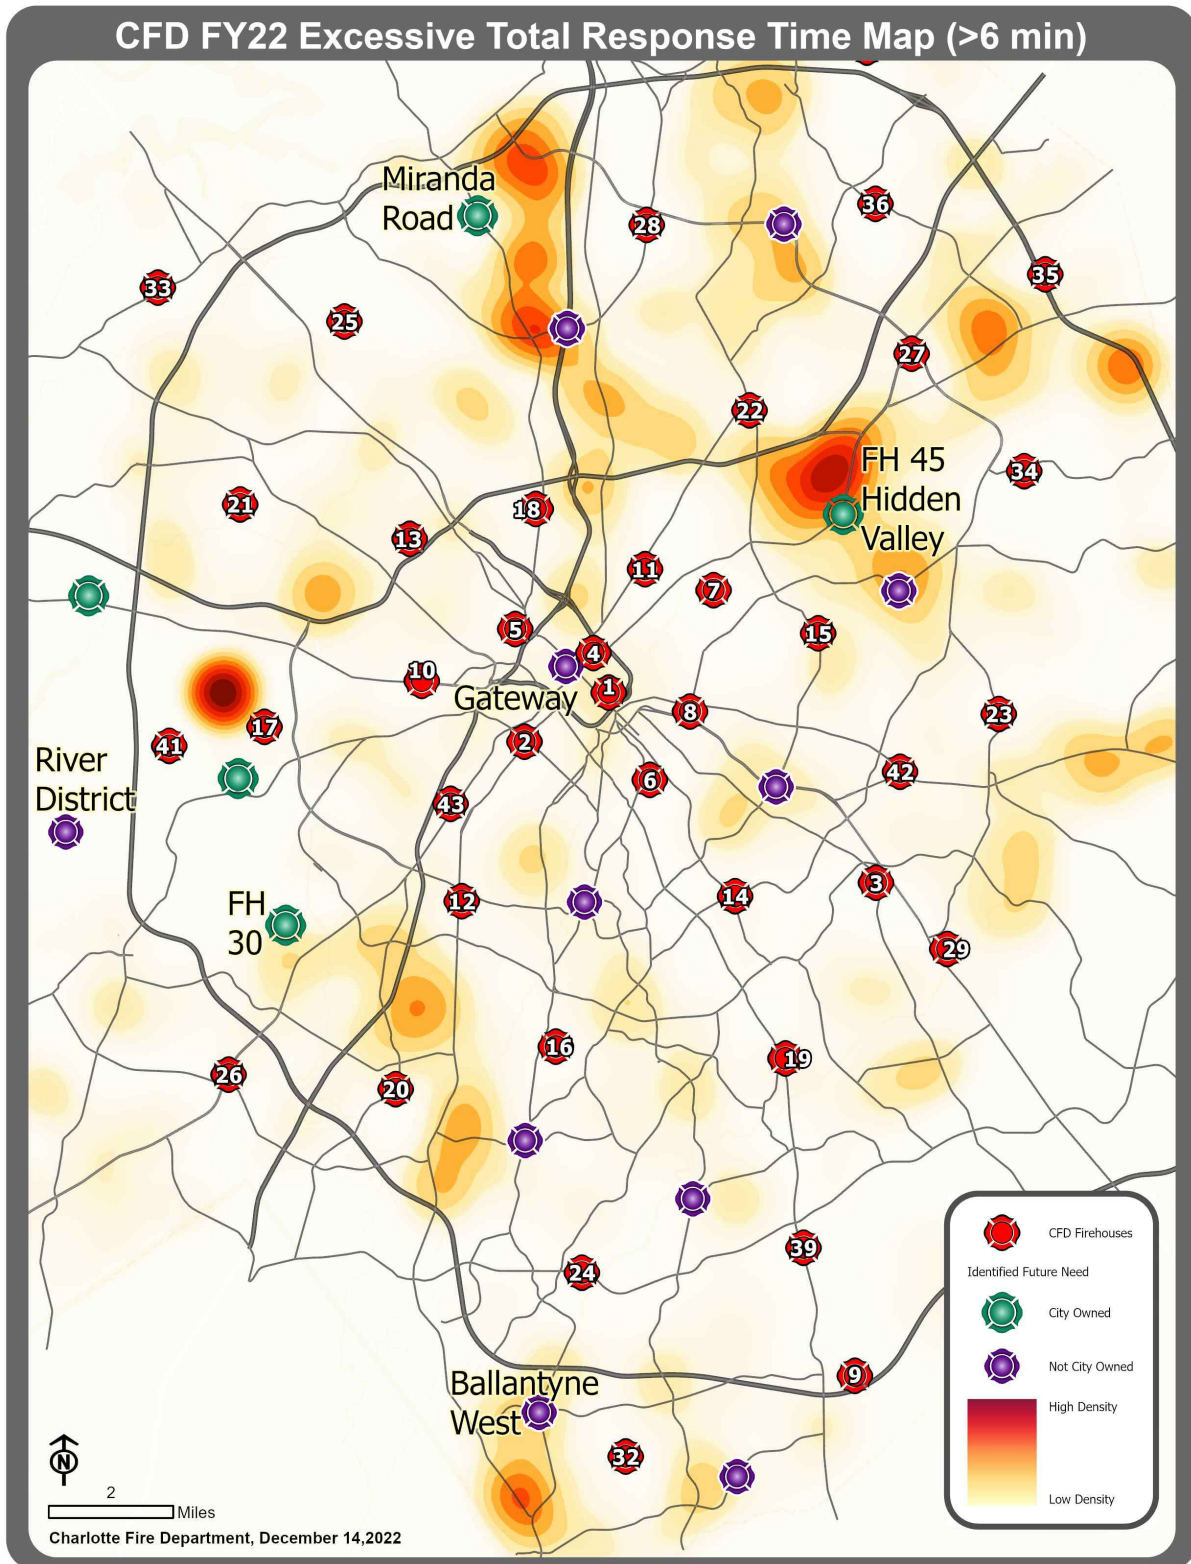 CFD FY22 Excessive Total Response Time Map (>6 min)
Miranda
Road
28
36
33
25
35
27
22
FH 45
Hidden
Valley
34
21
18
13
11
7
5
4
15
10
Gateway
1
8
23
17
41
2
River
District
6
42
43
FH
30
12
14
3
29
16
19
26
20
39
24
9
Ballantyne
West
32
CFD Firehouses
Identified Future Need
City Owned
Not City Owned
High Density
Low Density
N
2
Miles
Charlotte Fire Department, December 14,2022